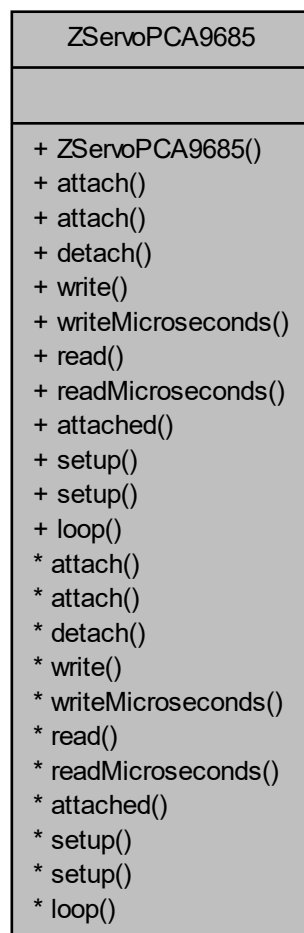 ZServoPCA9685
+ ZServoPCA9685()
+ attach()
+ attach()
+ detach()
+ write()
+ writeMicroseconds()
+ read()
+ readMicroseconds()
+ attached()
+ setup()
+ setup()
+ loop()
* attach()
* attach()
* detach()
* write()
* writeMicroseconds()
* read()
* readMicroseconds()
* attached()
* setup()
* setup()
* loop()